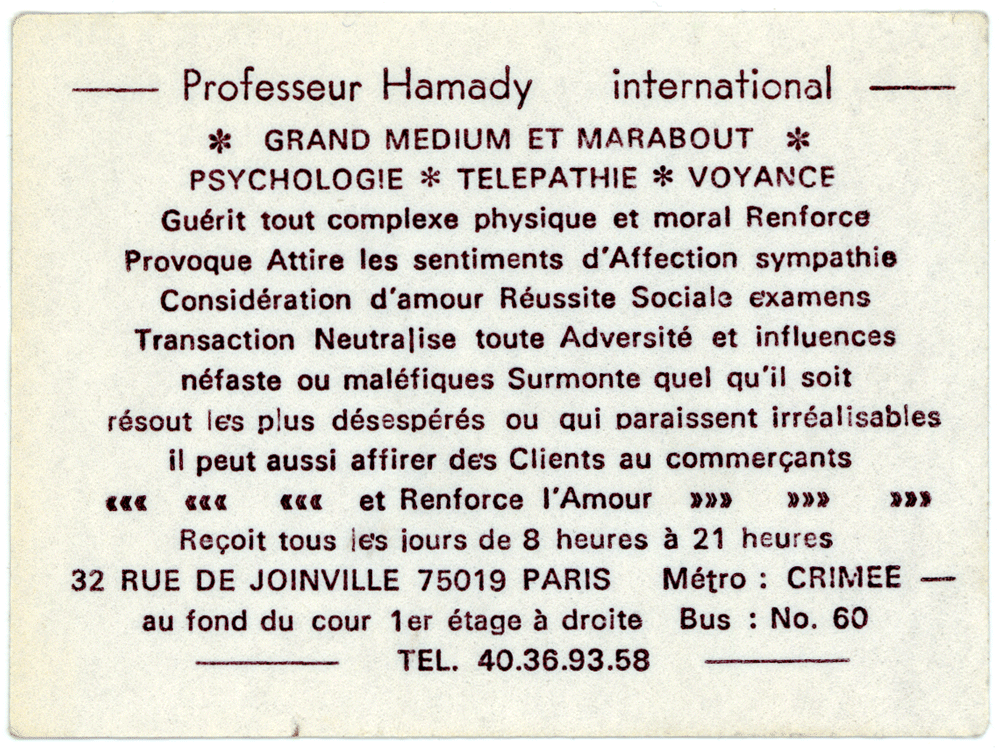 Professeur Hamady international
* GRAND MEDIUM ET MARABOUT *
PSYCHOLOGIE * TELEPATHIE * VOYANCE
Guérit tout complexe physique et moral Renforce
Provoque Attire les sentiments d'Affection sympathie
Considération d'amour Réussite Sociale examens
Transaction Neutralise toute Adversité et influences
néfaste ou maléfiques Surmonte quel qu'il soit
résout les plus désespérés ou qui paraissent irréalisables
il peut aussi affirer des Clients au commerçants
««« ««« ««« et Renforce l'Amour »»» »»» »»»
Reçoit tous les jours de 8 heures à 21 heures
32 RUE DE JOINVILLE 75019 PARIS Métro : CRIMEE —
au fond du cour 1er étage à droite Bus : No. 60
TEL. 40.36.93.58